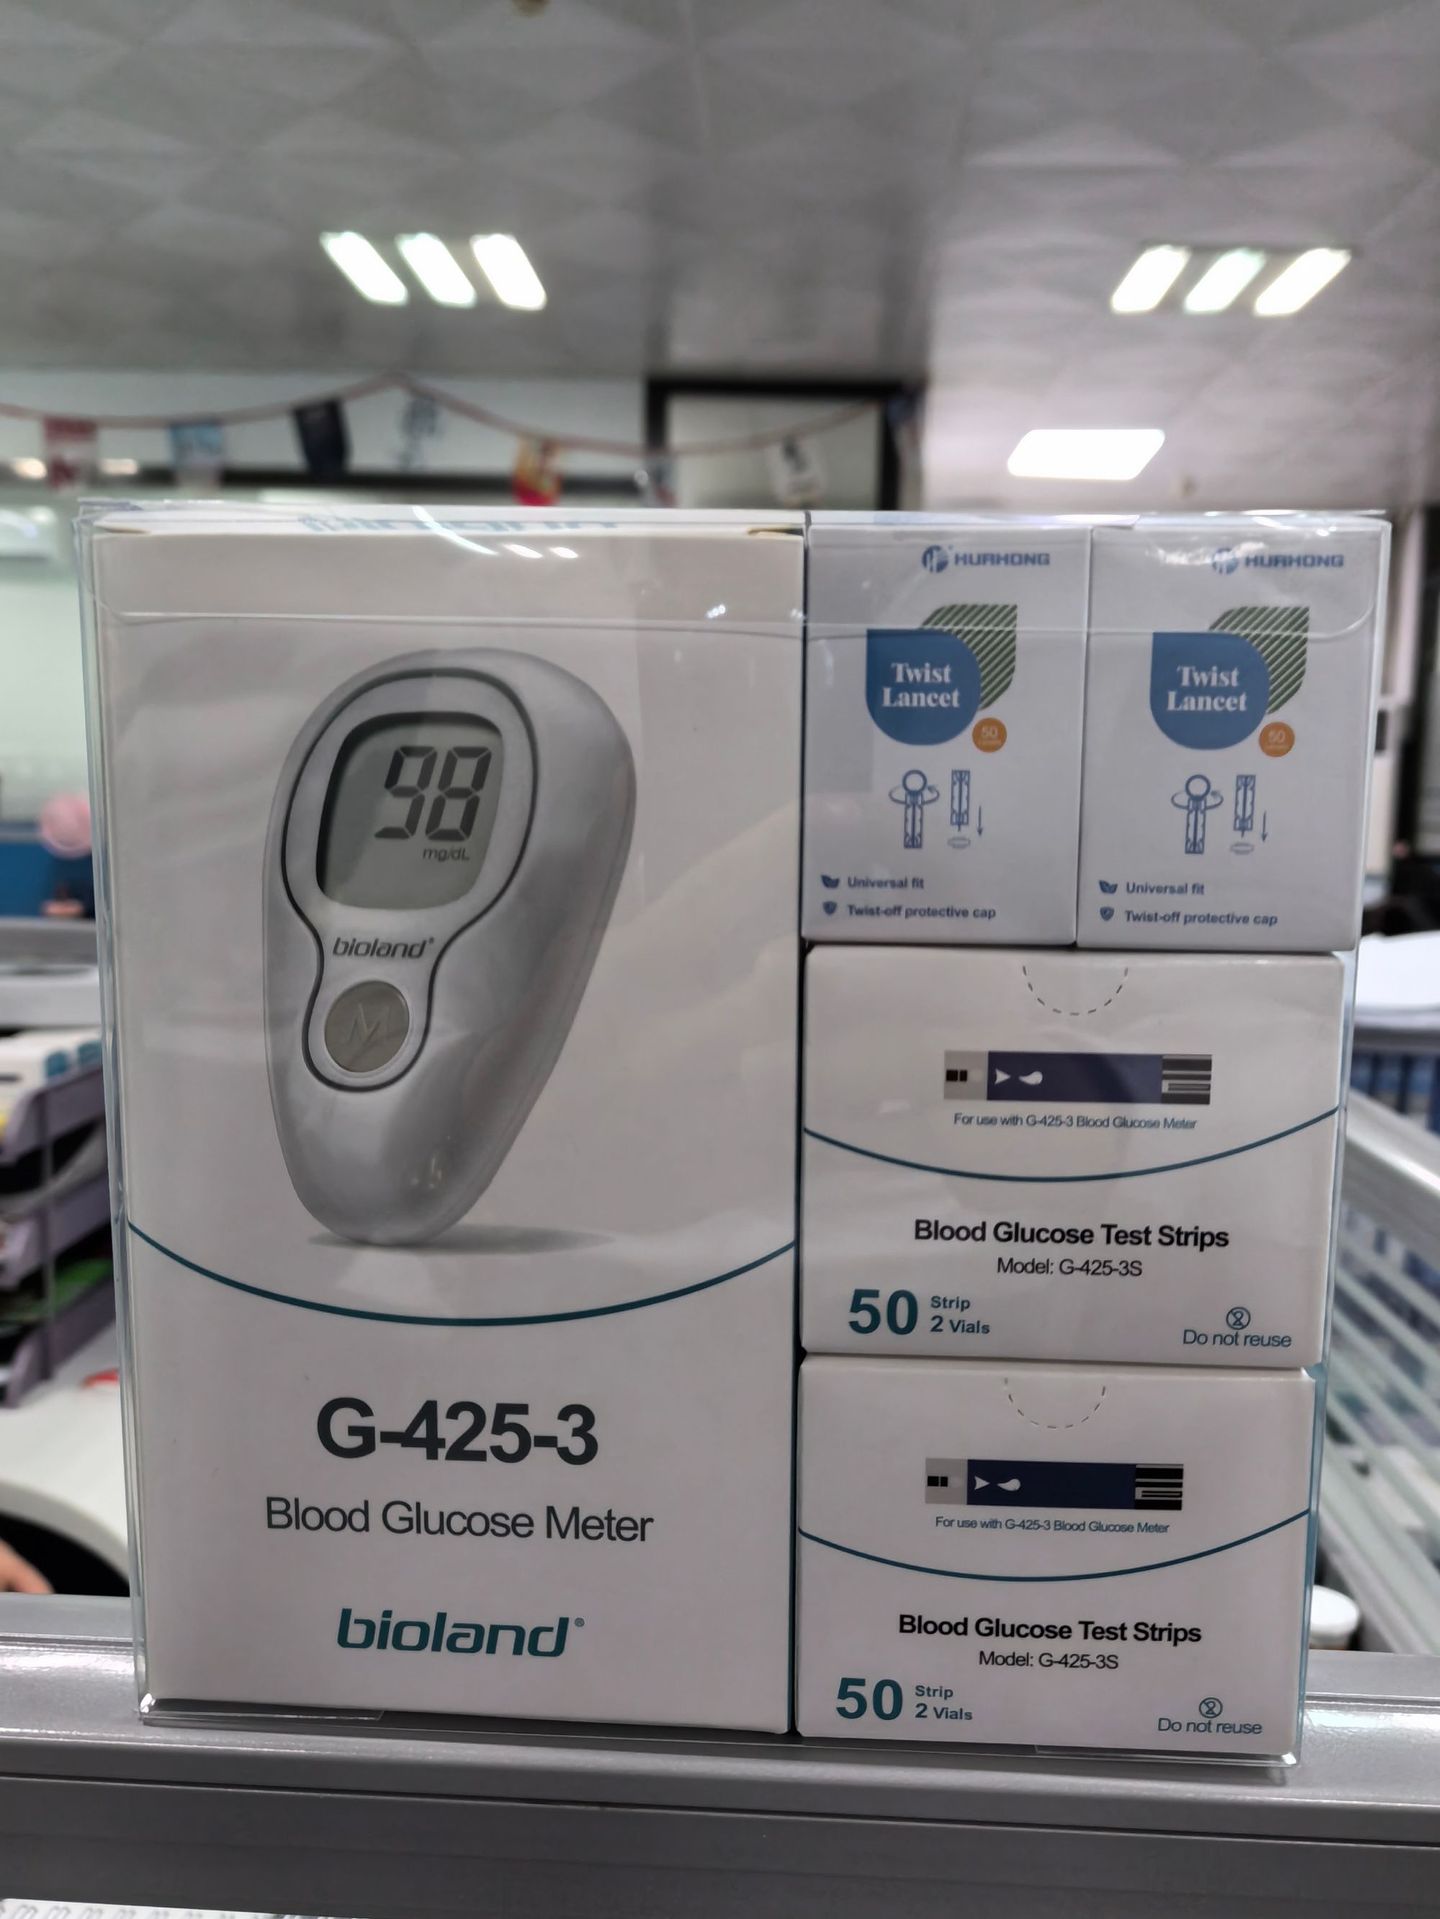 98
mg/dL
bioland®
M
G-425-3
Blood Glucose Meter
bioland®
HUAHONG
Twist
Lancet
50
Universal fit
Twist-off protective cap
HUAHONG
Twist
Lancet
50
Universal fit
Twist-off protective cap
For use with G-425-3 Blood Glucose Meter
Blood Glucose Test Strips
Model: G-425-3S
50 Strip
2 Vials
Do not reuse
For use with G-425-3 Blood Glucose Meter
Blood Glucose Test Strips
Model: G-425-3S
50 Strip
2 Vials
Do not reuse